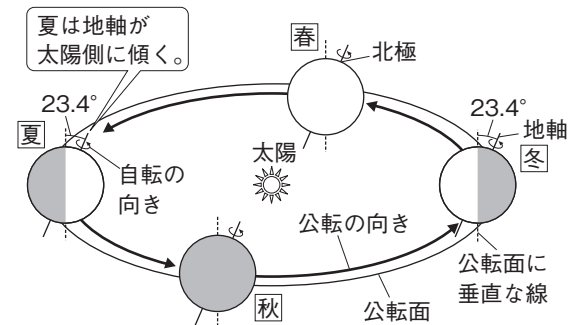 夏は地軸が
太陽側に傾く。
春
北極
23.4°
夏
自転の
向き
太陽
23.4°
地軸
冬
公転の向き
公転面に
垂直な線
秋
公転面